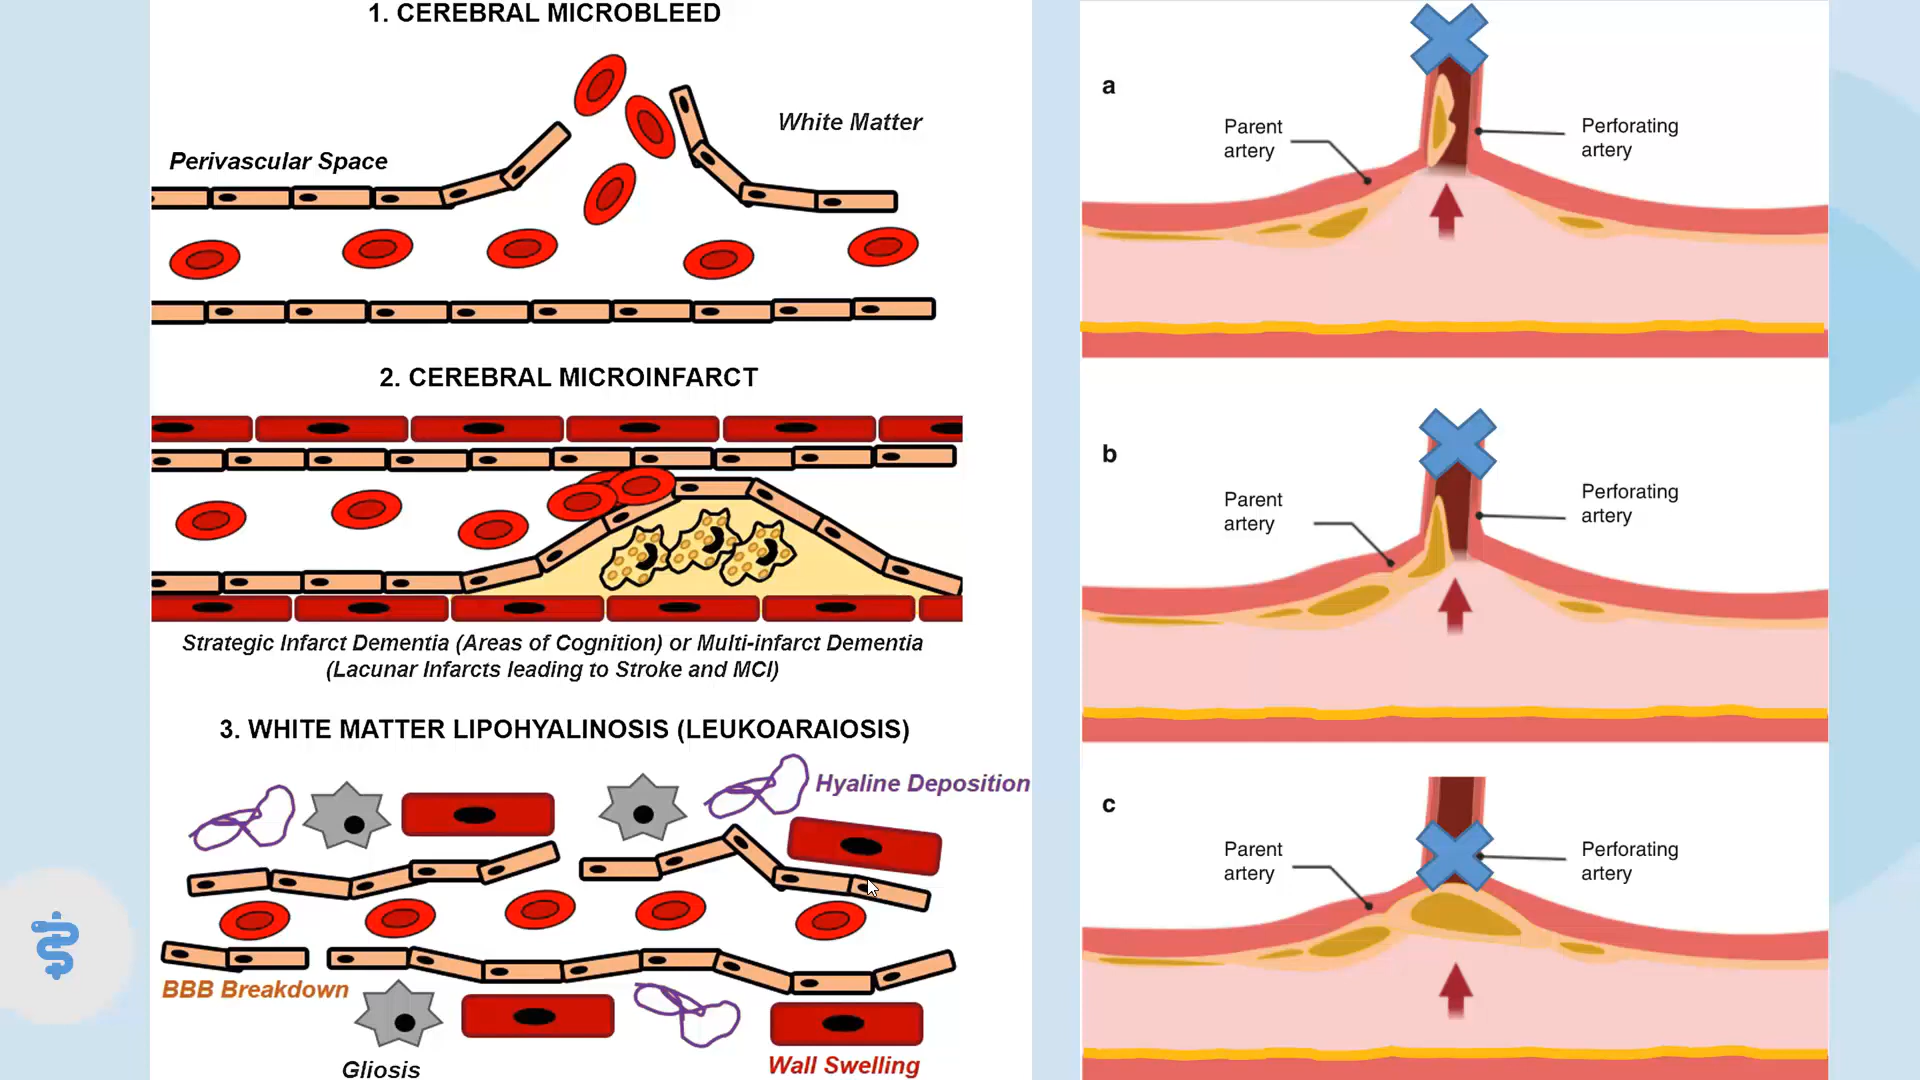 1. CEREBRAL MICROBLEED
White Matter
Perivascular Space
2. CEREBRAL MICROINFARCT
Strategic Infarct Dementia (Areas of Cognition) or Multi-infarct Dementia
(Lacunar Infarcts leading to Stroke and MCI)
3. WHITE MATTER LIPOHYALINOSIS (LEUKOARAIOSIS)
Hyaline Deposition
BBB Breakdown
Gliosis
Wall Swelling
a
Parent
artery
Perforating
artery
b
Parent
artery
Perforating
artery
c
Parent
artery
Perforating
artery